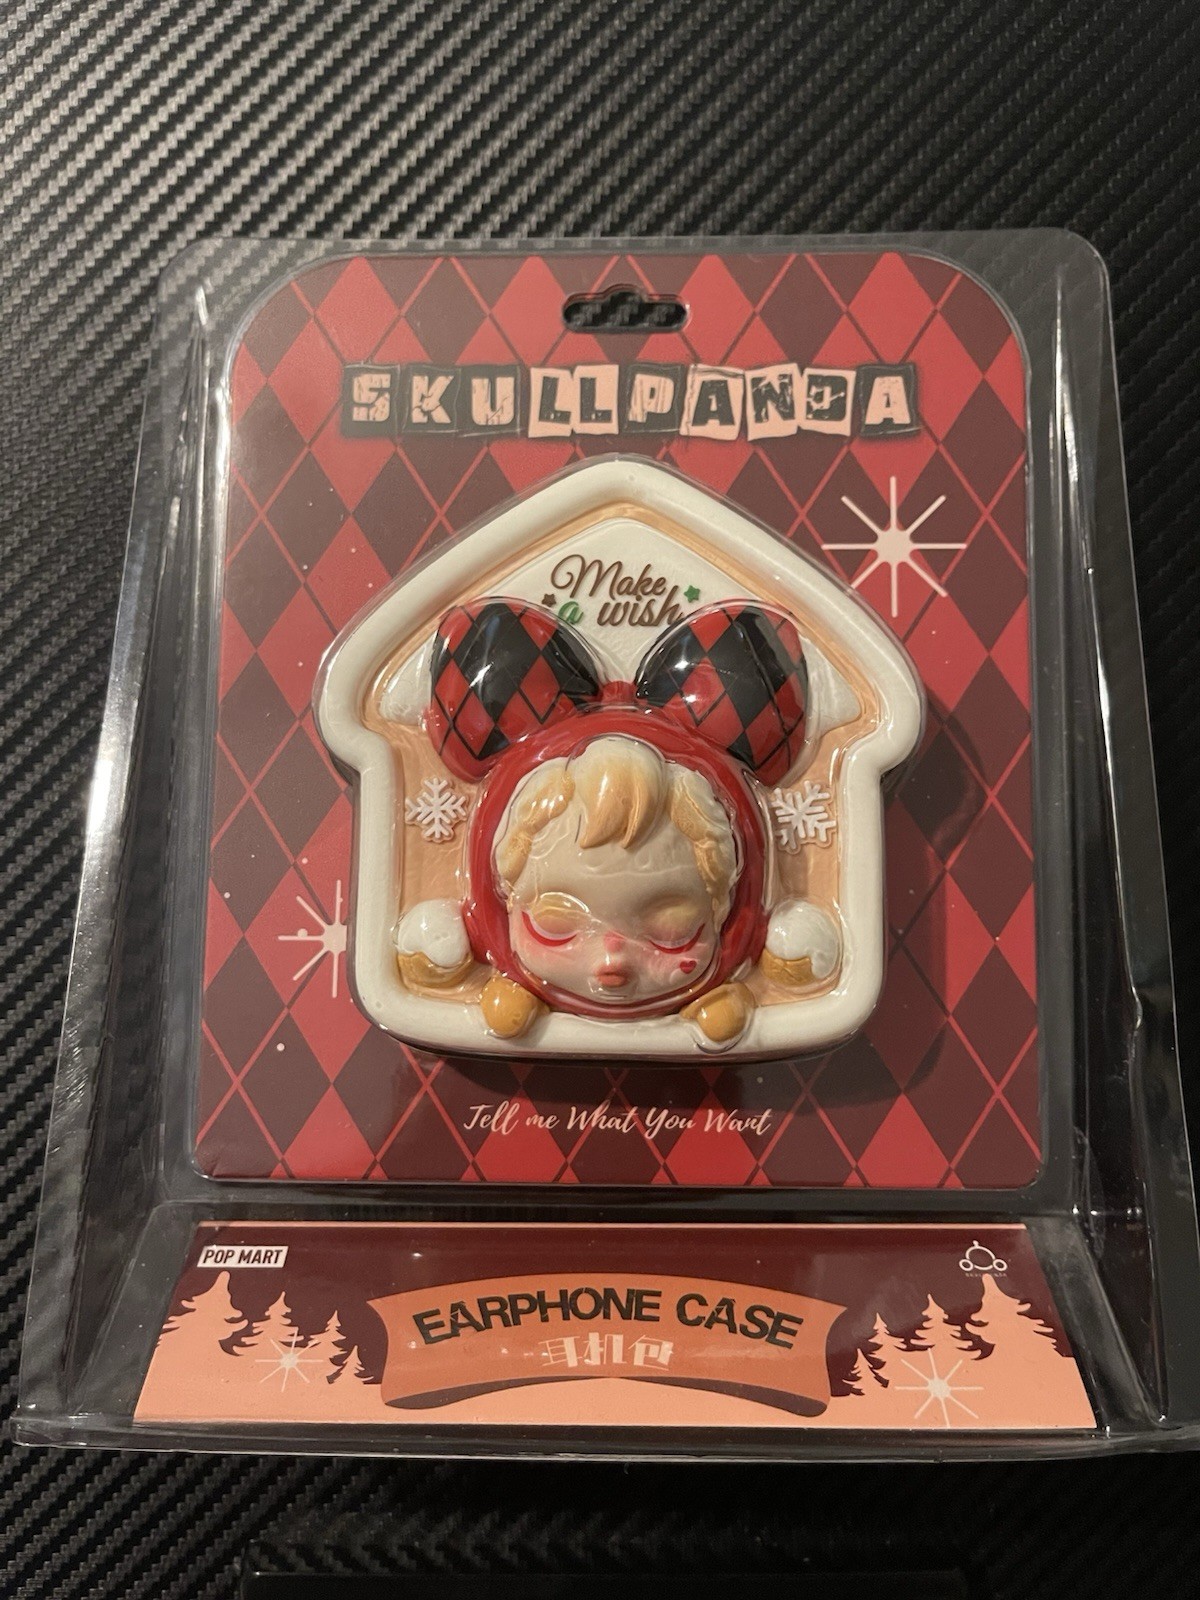 SKULLPANDA
Make
a wish
Tell me What You Want
POP MART
EARPHONE CASE
耳机包